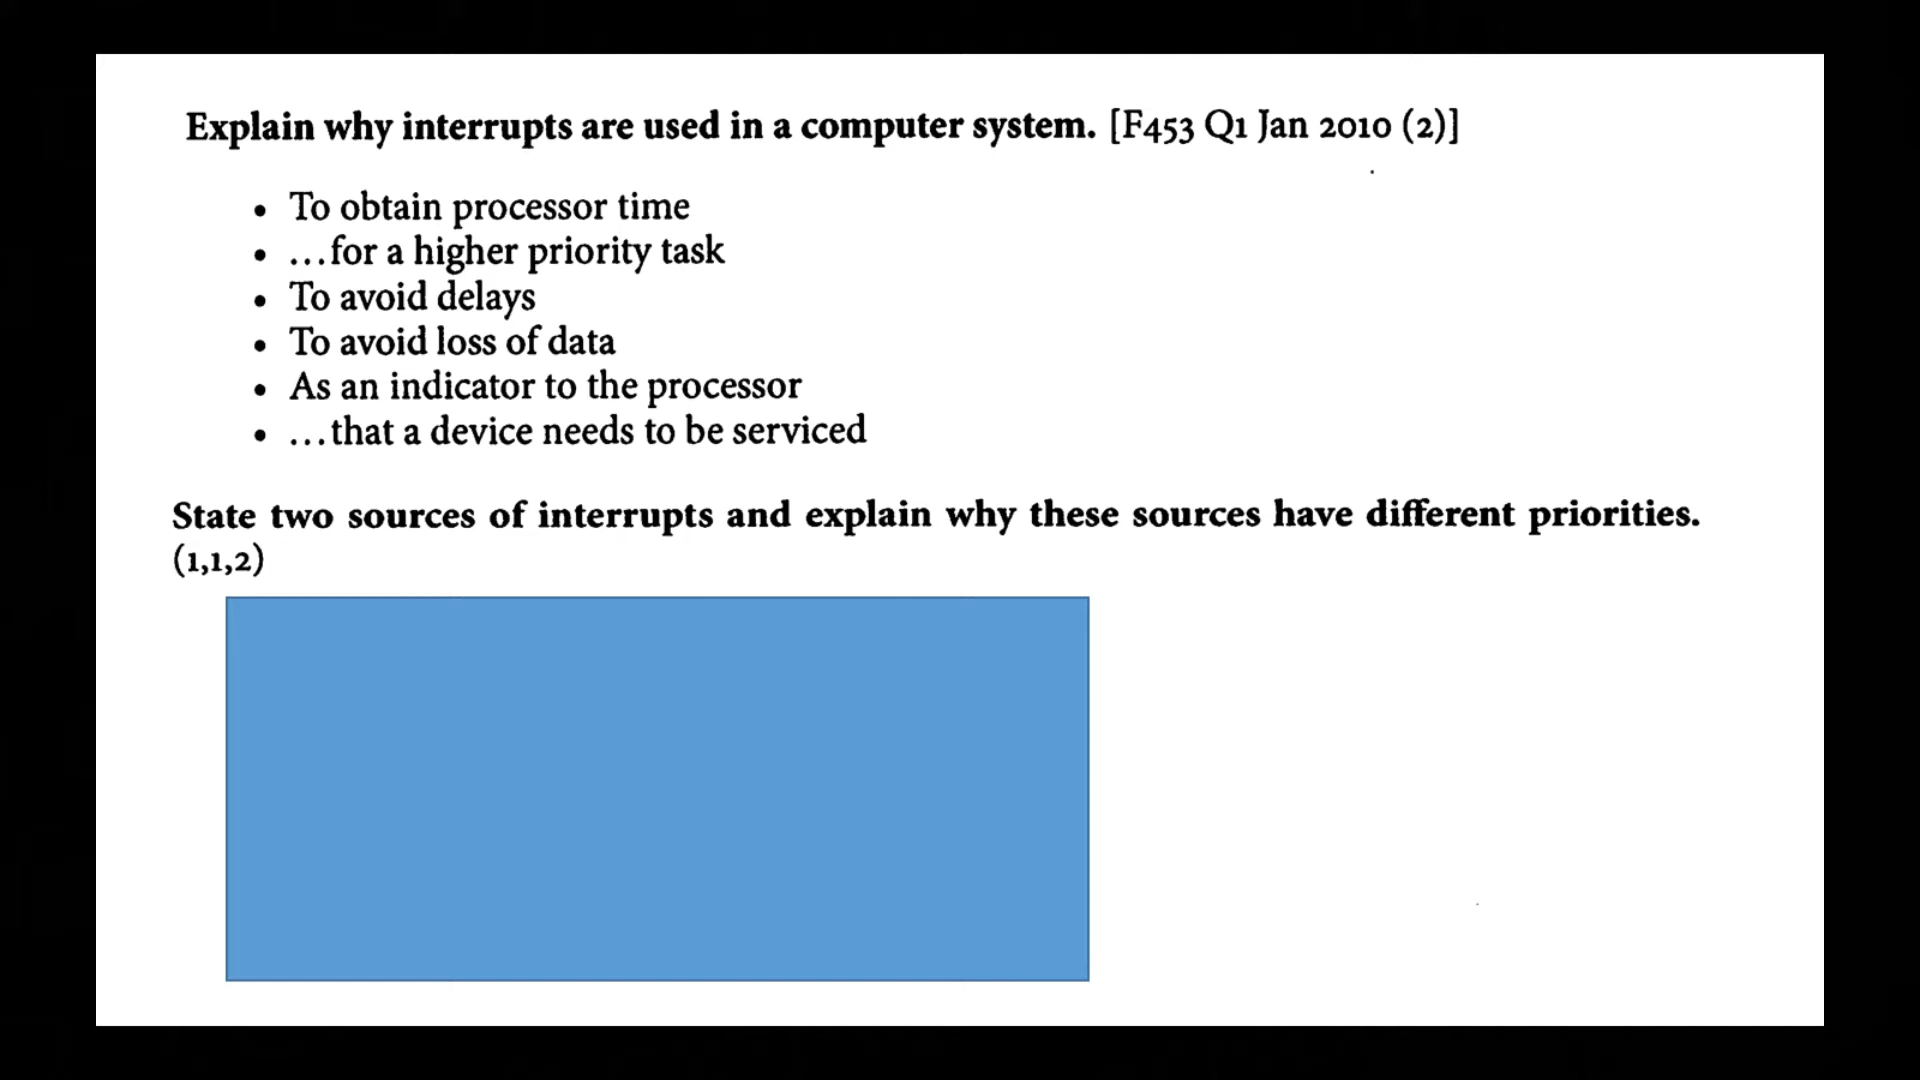 Explain why interrupts are used in a computer system. [F453 Q1 Jan 2010 (2)]
• To obtain processor time
• …for a higher priority task
• To avoid delays
• To avoid loss of data
• As an indicator to the processor
• …that a device needs to be serviced
State two sources of interrupts and explain why these sources have different priorities.
(1,1,2)